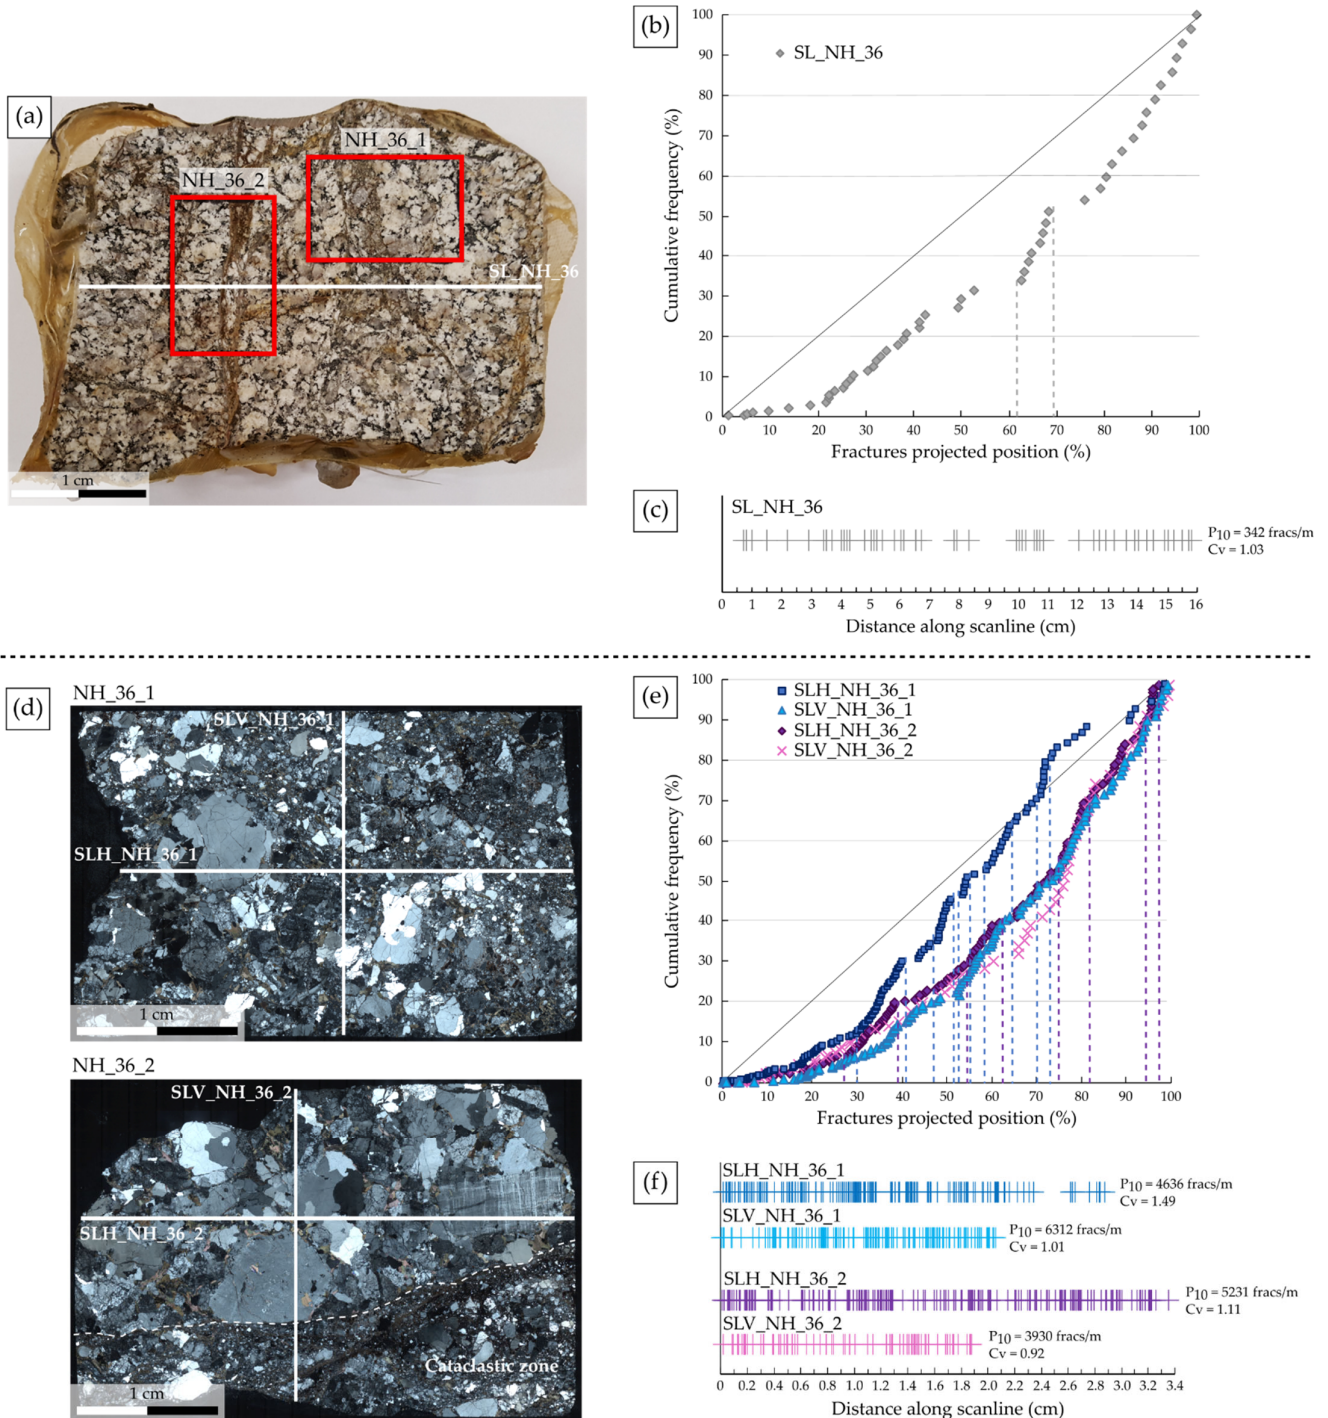 (a)
NH_36_1
NH_36_2
SL_NH_36
1 cm
(b)
SL_NH_36
Cumulative frequency (%)
100
90
80
70
60
50
40
30
20
10
0
0 10 20 30 40 50 60 70 80 90 100
Fractures projected position (%)
(c)
SL_NH_36
P10 = 342 fracs/m
Cv = 1.03
0 1 2 3 4 5 6 7 8 9 10 11 12 13 14 15 16
Distance along scanline (cm)
(d)
NH_36_1
SLV_NH_36_1
SLH_NH_36_1
1 cm
NH_36_2
SLV_NH_36_2
SLH_NH_36_2
Cataclastic zone
1 cm
(e)
SLH_NH_36_1
SLV_NH_36_1
SLH_NH_36_2
SLV_NH_36_2
Cumulative frequency (%)
100
90
80
70
60
50
40
30
20
10
0
0 10 20 30 40 50 60 70 80 90 100
Fractures projected position (%)
(f)
SLH_NH_36_1
P10 = 4636 fracs/m
Cv = 1.49
SLV_NH_36_1
P10 = 6312 fracs/m
Cv = 1.01
SLH_NH_36_2
P10 = 5231 fracs/m
Cv = 1.11
SLV_NH_36_2
P10 = 3930 fracs/m
Cv = 0.92
0 0.2 0.4 0.6 0.8 1.0 1.2 1.4 1.6 1.8 2.0 2.2 2.4 2.6 2.8 3.0 3.2 3.4
Distance along scanline (cm)